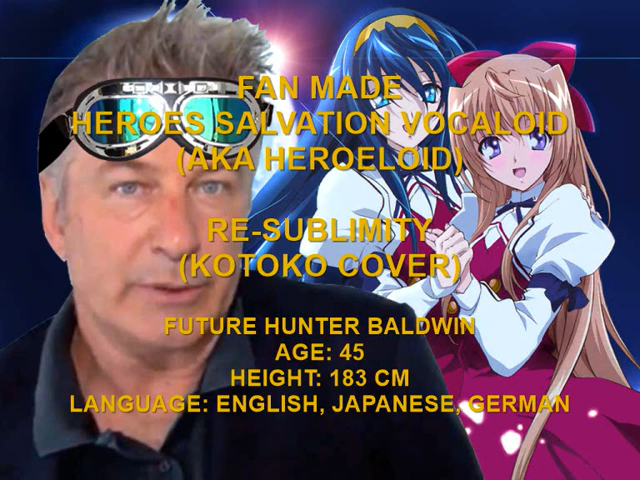 FAN MADE
HEROES SALVATION VOCALOID
(AKA HEROELOID)
RE-SUBLIMITY
(KOTOKO COVER)
FUTURE HUNTER BALDWIN
AGE: 45
HEIGHT: 183 CM
LANGUAGE: ENGLISH, JAPANESE, GERMAN